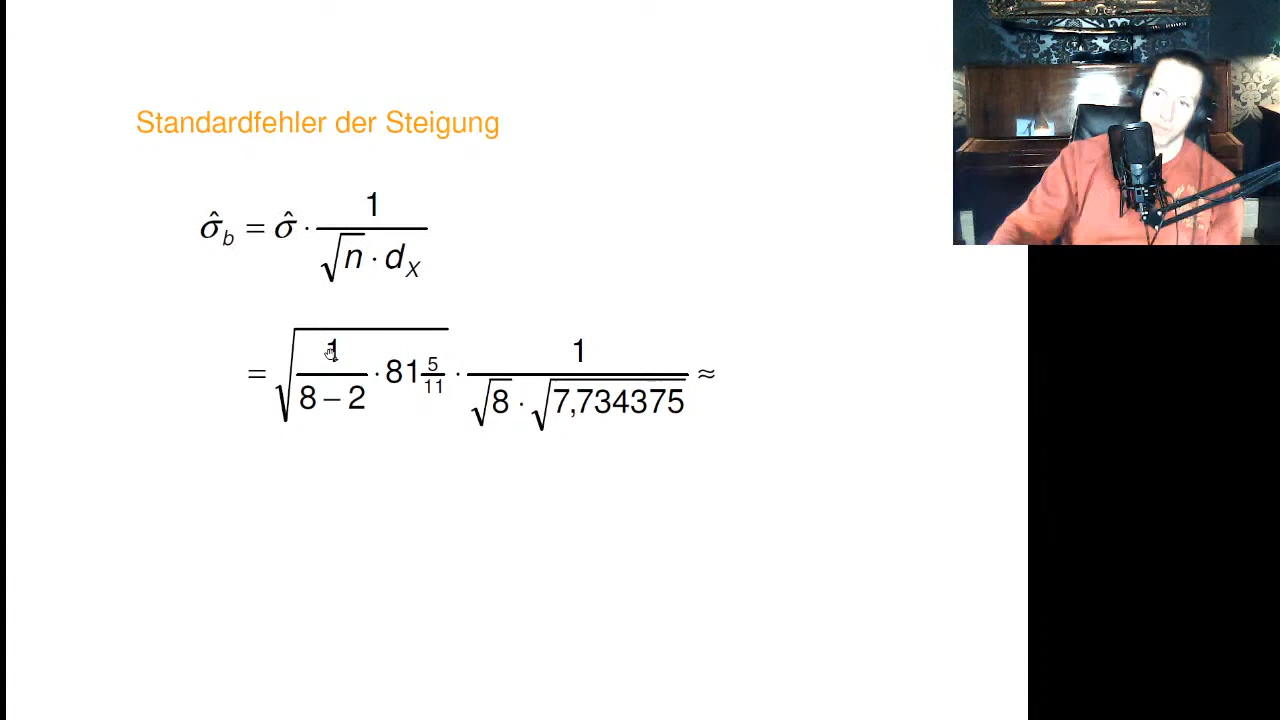 Standardfehler der Steigung
σ̂_b = σ̂ · 1 / (√n · d_X)
= √(1 / (8 − 2) · 81 5/11) · 1 / (√8 · √7,734375) ≈